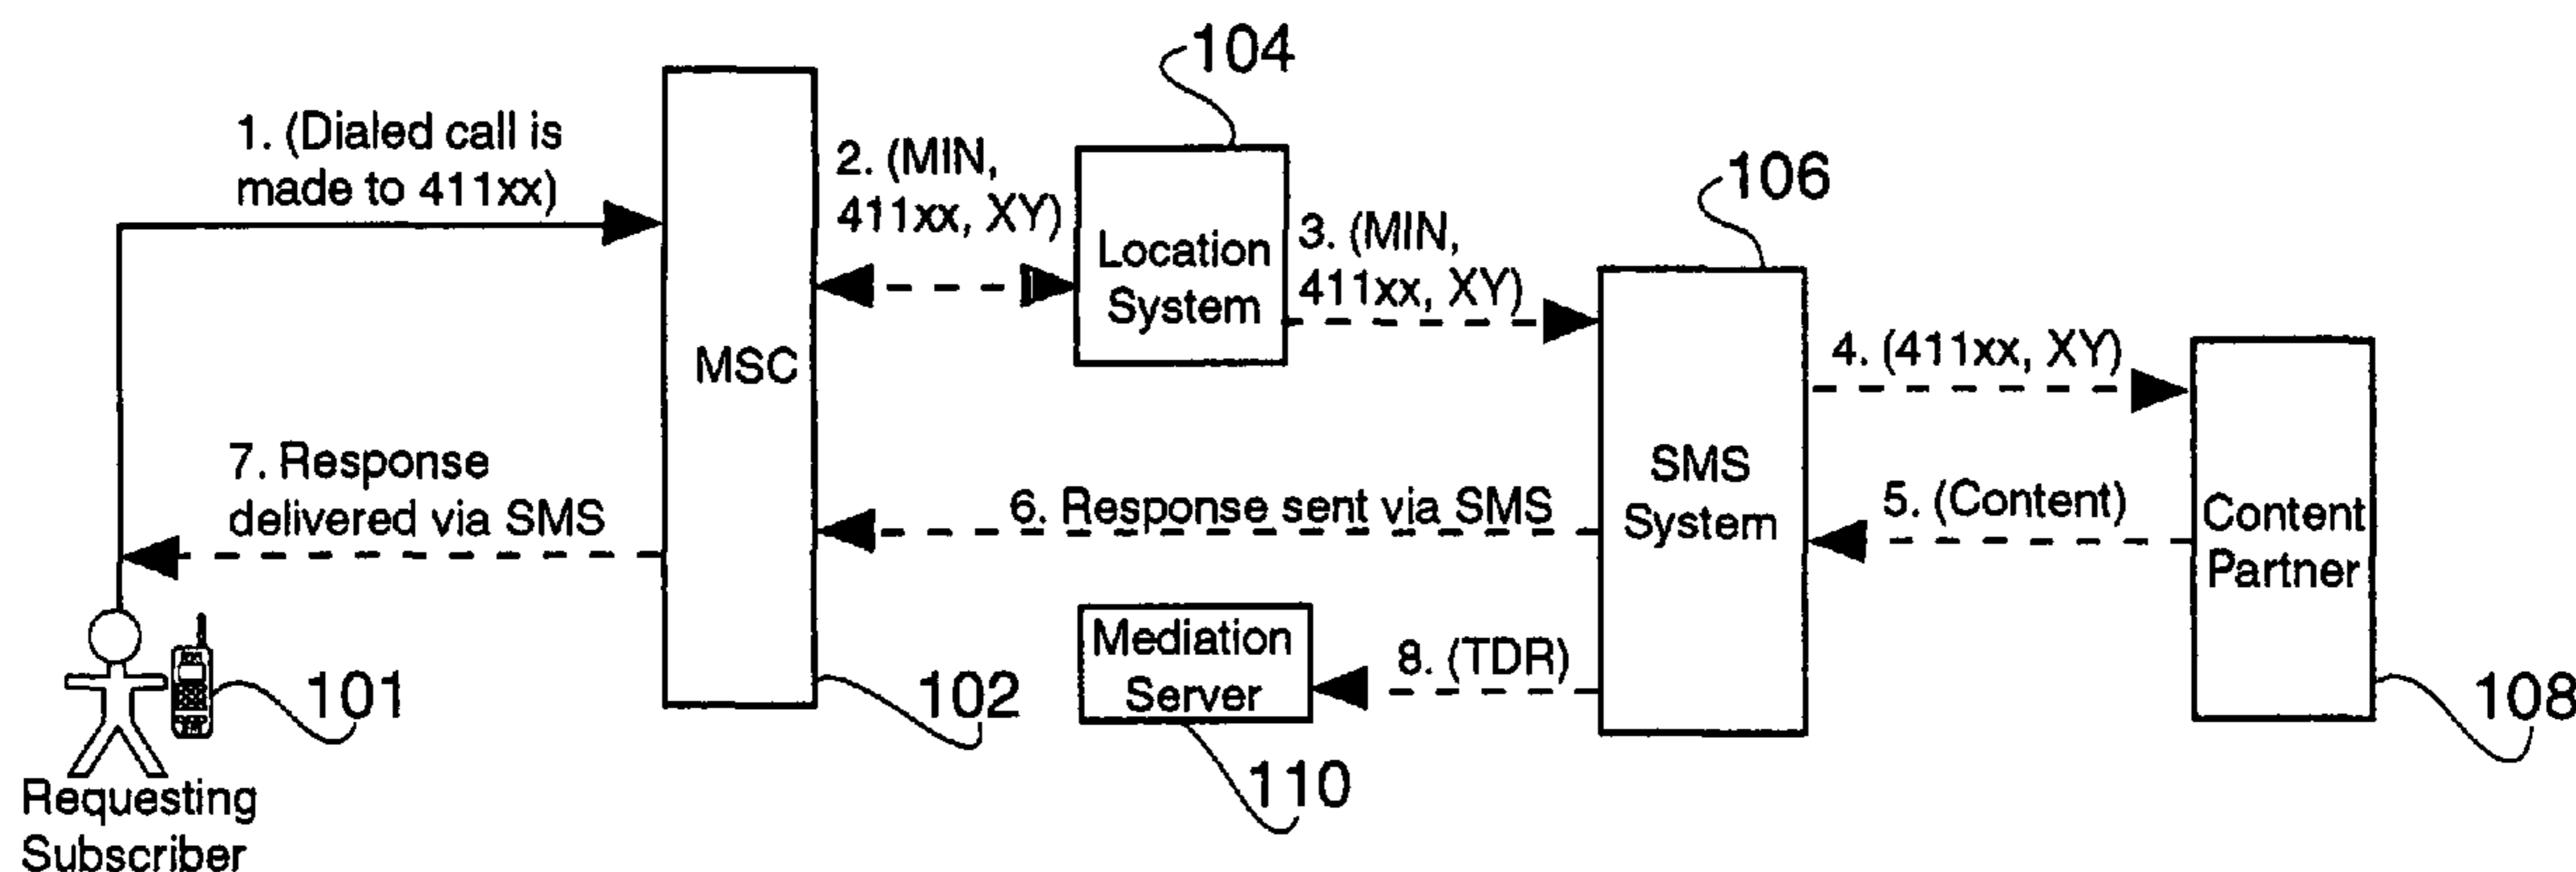 104
1. (Dialed call is
made to 411xx)
2. (MIN,
411xx, XY)
106
Location
System
3. (MIN,
411xx, XY)
MSC
4. (411xx, XY)
7. Response
delivered via SMS
6. Response sent via SMS
SMS
System
5. (Content)
Content
Partner
Mediation
Server
8. (TDR)
101
102
108
110
Requesting
Subscriber